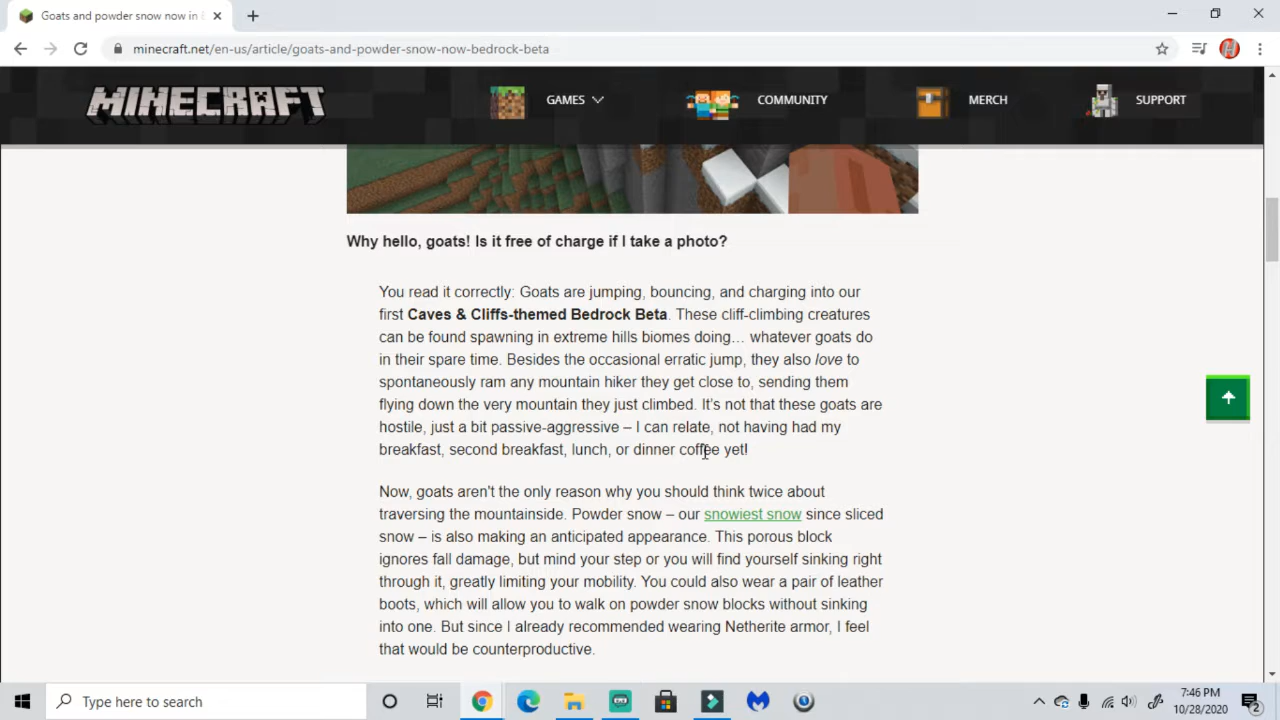 Goats and powder snow now in B
minecraft.net/en-us/article/goats-and-powder-snow-now-bedrock-beta
MINECRAFT
GAMES
COMMUNITY
MERCH
SUPPORT
Why hello, goats! Is it free of charge if I take a photo?
You read it correctly: Goats are jumping, bouncing, and charging into our
first Caves & Cliffs-themed Bedrock Beta. These cliff-climbing creatures
can be found spawning in extreme hills biomes doing… whatever goats do
in their spare time. Besides the occasional erratic jump, they also love to
spontaneously ram any mountain hiker they get close to, sending them
flying down the very mountain they just climbed. It's not that these goats are
hostile, just a bit passive-aggressive – I can relate, not having had my
breakfast, second breakfast, lunch, or dinner coffee yet!
Now, goats aren't the only reason why you should think twice about
traversing the mountainside. Powder snow – our snowiest snow since sliced
snow – is also making an anticipated appearance. This porous block
ignores fall damage, but mind your step or you will find yourself sinking right
through it, greatly limiting your mobility. You could also wear a pair of leather
boots, which will allow you to walk on powder snow blocks without sinking
into one. But since I already recommended wearing Netherite armor, I feel
that would be counterproductive.
Type here to search
7:46 PM
10/28/2020
2